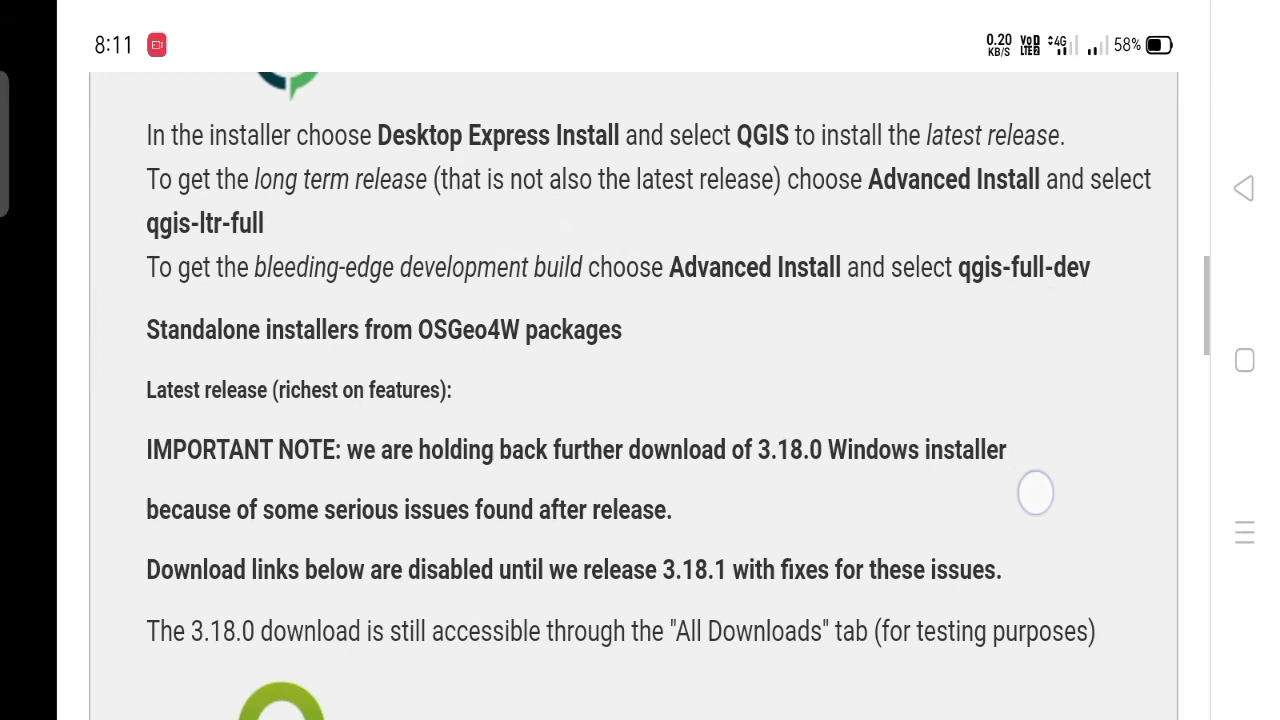 8:11
0.20 KB/S VoD LTE2 4G 58%
In the installer choose Desktop Express Install and select QGIS to install the latest release.
To get the long term release (that is not also the latest release) choose Advanced Install and select
qgis-ltr-full
To get the bleeding-edge development build choose Advanced Install and select qgis-full-dev
Standalone installers from OSGeo4W packages
Latest release (richest on features):
IMPORTANT NOTE: we are holding back further download of 3.18.0 Windows installer
because of some serious issues found after release.
Download links below are disabled until we release 3.18.1 with fixes for these issues.
The 3.18.0 download is still accessible through the "All Downloads" tab (for testing purposes)